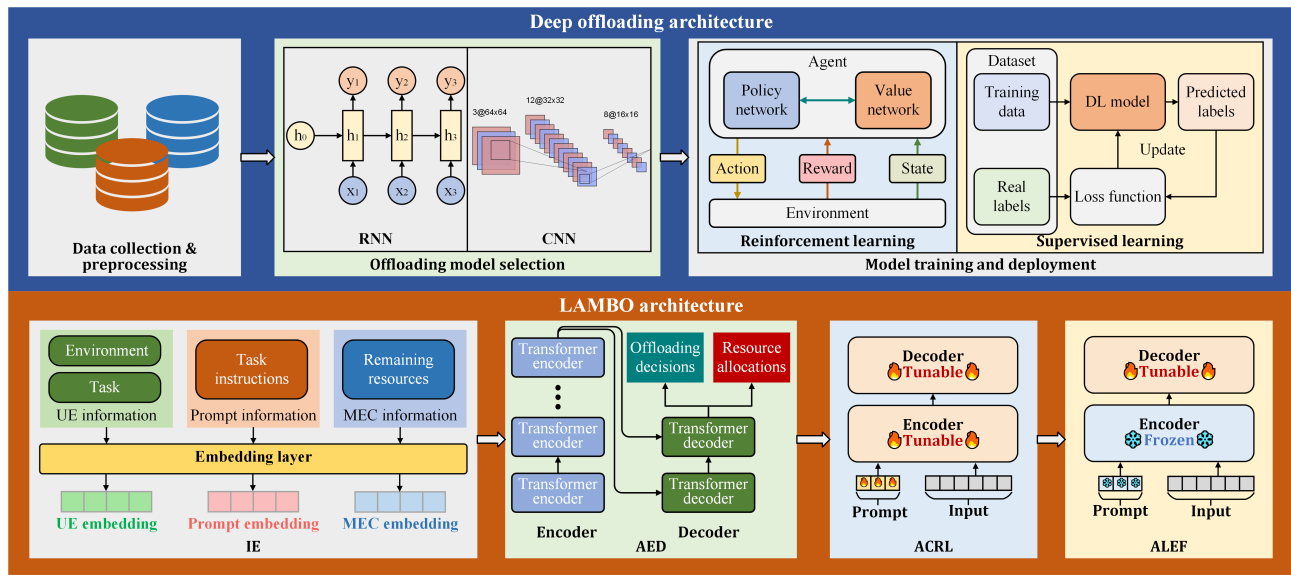 Deep offloading architecture
Data collection &
preprocessing
y₁
y₂
y₃
h₀
h₁
h₂
h₃
x₁
x₂
x₃
RNN
3@64x64
12@32x32
8@16x16
CNN
Offloading model selection
Agent
Policy
network
Value
network
Action
Reward
State
Environment
Reinforcement learning
Dataset
Training
data
Real
labels
DL model
Predicted
labels
Update
Loss function
Supervised learning
Model training and deployment
LAMBO architecture
Environment
Task
UE information
Task
instructions
Prompt information
Remaining
resources
MEC information
Embedding layer
UE embedding
Prompt embedding
MEC embedding
IE
Transformer
encoder
Transformer
encoder
Transformer
encoder
Encoder
Offloading
decisions
Resource
allocations
Transformer
decoder
Transformer
decoder
Decoder
AED
Decoder
Tunable
Encoder
Tunable
Prompt
Input
ACRL
Decoder
Tunable
Encoder
Frozen
Prompt
Input
ALEF